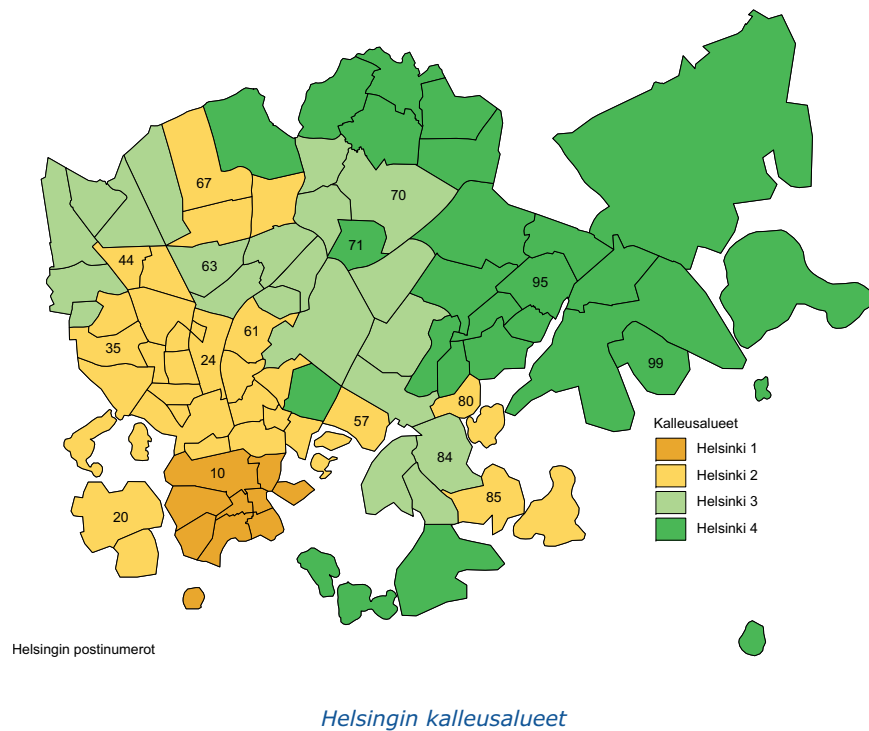 67
70
71
44
63
95
61
35
24
99
80
57
Kalleusalueet
Helsinki 1
84
10
Helsinki 2
85
Helsinki 3
20
Helsinki 4
Helsingin postinumerot
Helsingin kalleusalueet